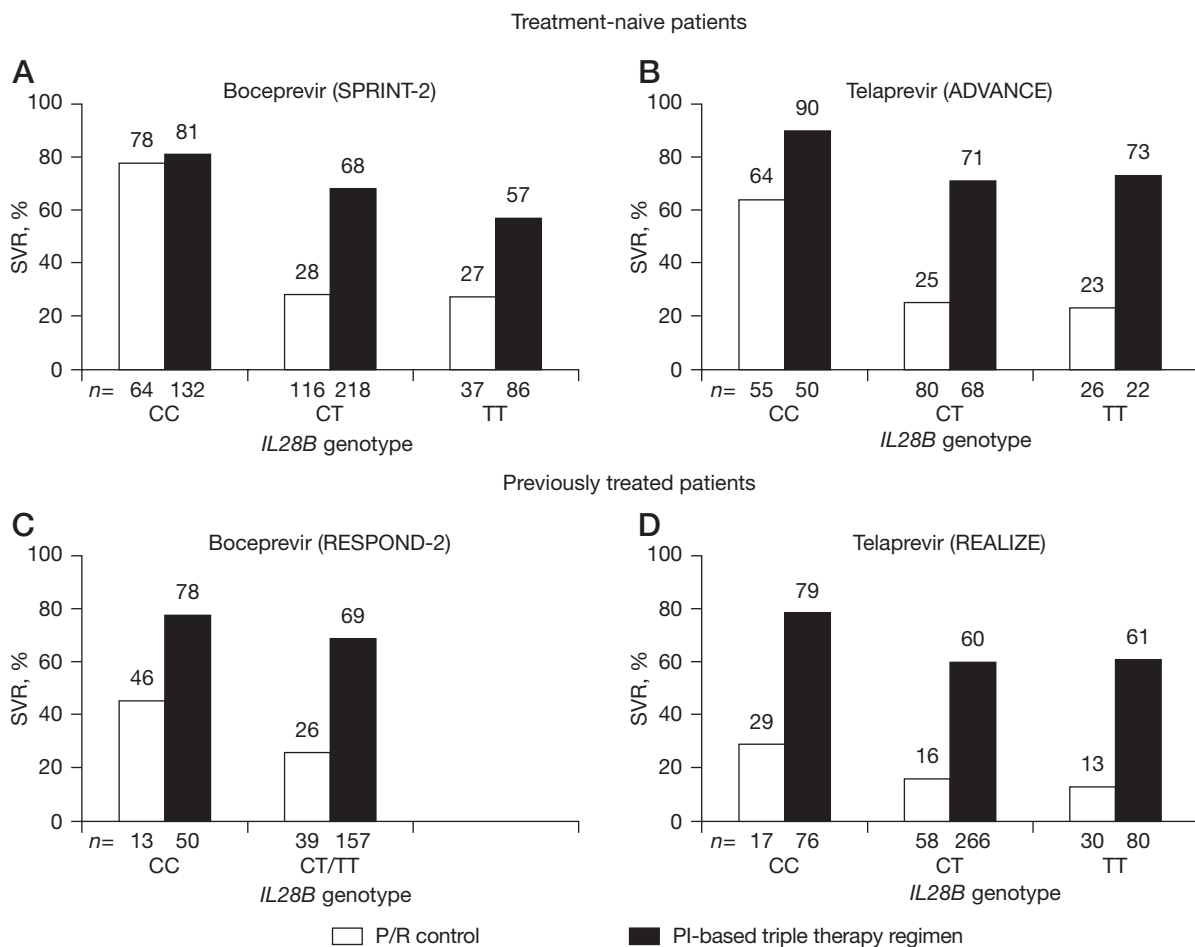 Treatment-naive patients
A
Boceprevir (SPRINT-2)
SVR, %
100
80
60
40
20
0
78 81
28 68
27 57
n= 64 132 116 218 37 86
CC CT TT
IL28B genotype
B
Telaprevir (ADVANCE)
SVR, %
100
80
60
40
20
0
64 90
25 71
23 73
n= 55 50 80 68 26 22
CC CT TT
IL28B genotype
Previously treated patients
C
Boceprevir (RESPOND-2)
SVR, %
100
80
60
40
20
0
46 78
26 69
n= 13 50 39 157
CC CT/TT
IL28B genotype
D
Telaprevir (REALIZE)
SVR, %
100
80
60
40
20
0
29 79
16 60
13 61
n= 17 76 58 266 30 80
CC CT TT
IL28B genotype
P/R control PI-based triple therapy regimen